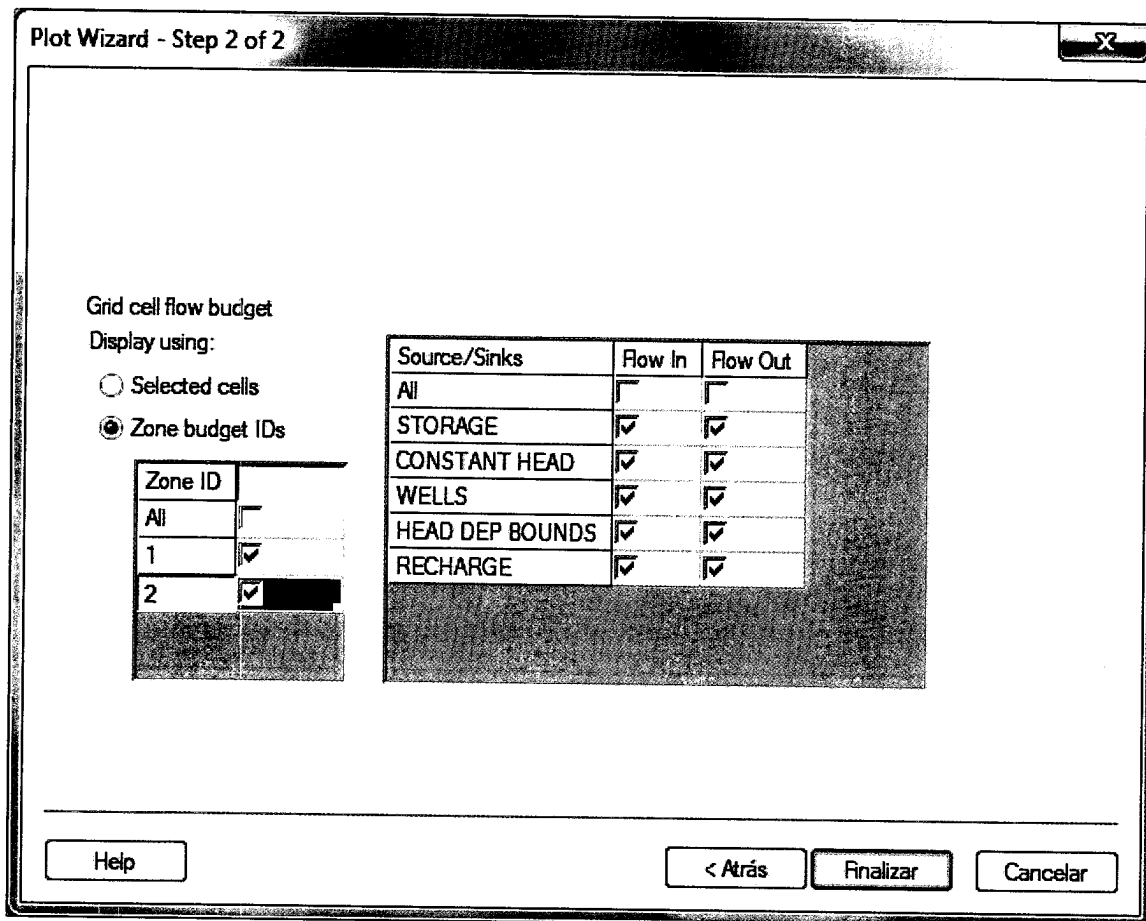 Plot Wizard - Step 2 of 2
X
Grid cell flow budget
Display using:
Selected cells
Zone budget IDs
Zone ID
All
1
2
Source/Sinks Flow In Flow Out
All
STORAGE
CONSTANT HEAD
WELLS
HEAD DEP BOUNDS
RECHARGE
Help < Atrás Finalizar Cancelar